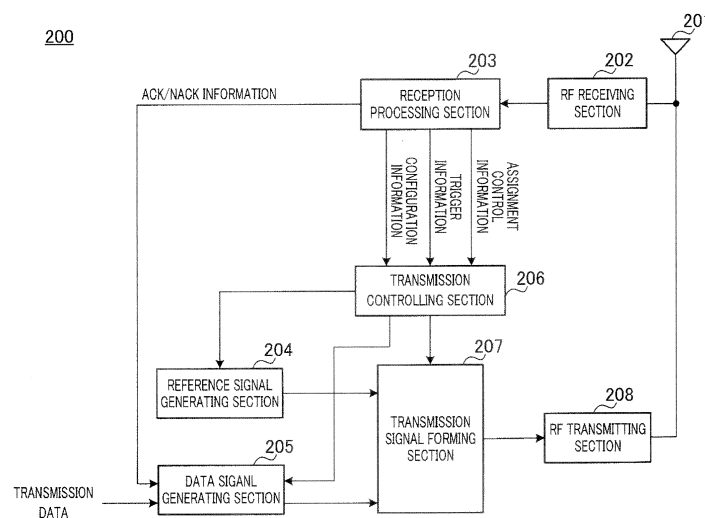 200
20
203
202
ACK/NACK INFORMATION
RECEPTION
PROCESSING SECTION
RF RECEIVING
SECTION
CONFIGURATION
INFORMATION
TRIGGER
INFORMATION
ASSIGNMENT
CONTROL
INFORMATION
TRANSMISSION
CONTROLLING SECTION
206
204
207
REFERENCE SIGNAL
GENERATING SECTION
208
TRANSMISSION
SIGNAL FORMING
SECTION
RF TRANSMITTING
SECTION
205
DATA SIGANL
GENERATING SECTION
TRANSMISSION
DATA